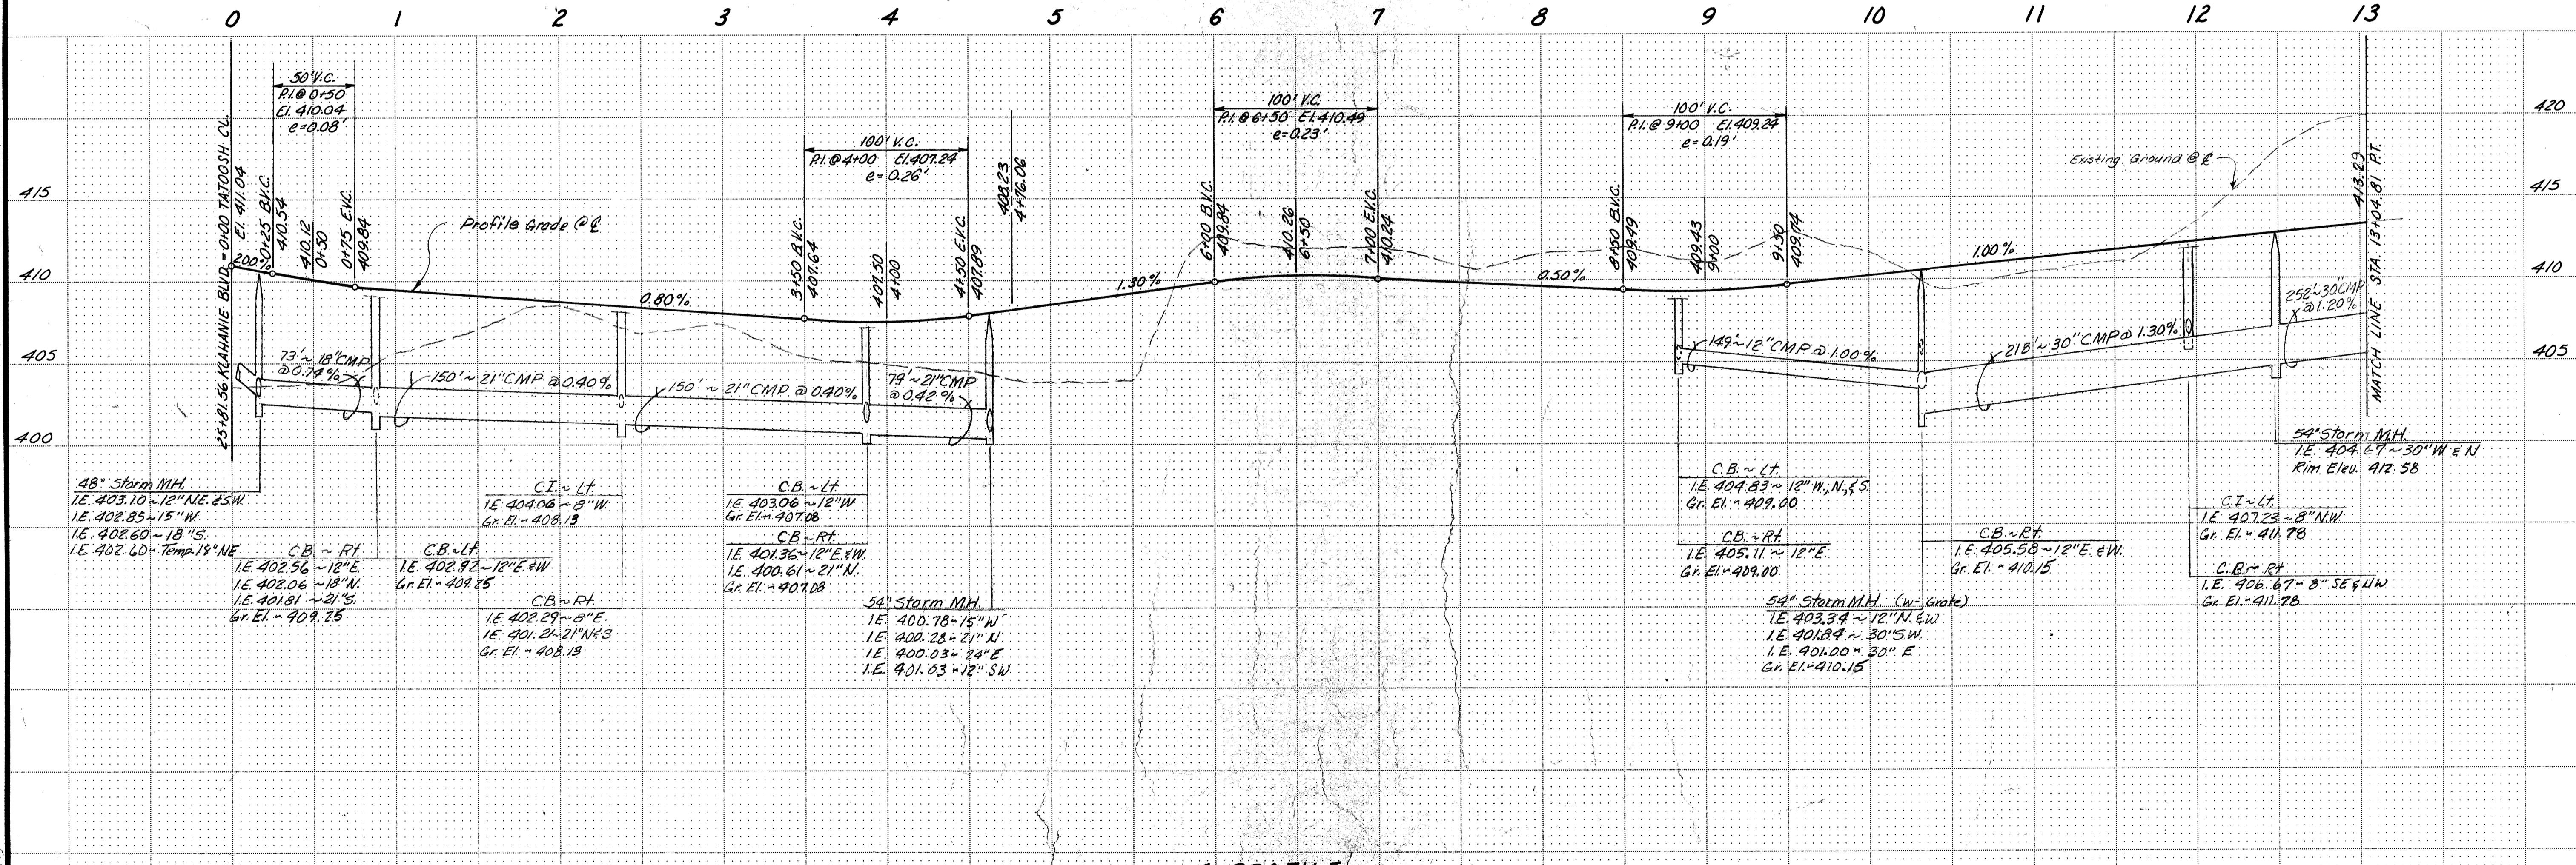 0 1 2 3 4 5 6 7 8 9 10 11 12 13
420
415
415
410
410
405
405
400
25+81.56 KLAHANIE BLVD. = 0+00 TATOOSH CL.
El. 411.04
50' V.C.
P.I. @ 0+50
El. 410.04
e=0.08'
0+25 B.V.C.
410.54
410.12
0+50
0+75 E.V.C.
409.84
2.00%
Profile Grade @ ℄
0.80%
100' V.C.
P.I. @ 4+00 El. 407.24
e=0.26'
3+50 B.V.C.
407.64
407.50
4+00
4+50 E.V.C.
407.89
408.23
4+76.06
1.30%
100' V.C.
P.I. @ 6+50 El. 410.49
e=0.23'
6+00 B.V.C.
409.84
410.26
6+50
7+00 E.V.C.
410.24
0.50%
100' V.C.
P.I. @ 9+00 El. 409.24
e=0.19'
8+50 B.V.C.
409.49
409.43
9+00
9+50
409.74
1.00%
Existing Ground @ ℄
413.29
MATCH LINE STA. 13+04.81 P.T.
73'~18"CMP
@ 0.74%
150'~21"CMP @ 0.40%
150'~21"CMP @ 0.40%
79'~21"CMP
@ 0.42%
149~12"CMP @ 1.00%
218'~30"CMP @ 1.30%
252'~30"CMP
@ 1.20%
48" Storm M.H.
I.E. 403.10~12" N.E. & SW.
I.E. 402.85~15" W.
I.E. 402.60~18" S.
I.E. 402.60~Temp. 18" NE
C.B. ~ Rt.
I.E. 402.56~12" E.
I.E. 402.06~18" N.
I.E. 401.81~21" S.
Gr. El. ~ 409.25
C.B. ~ Lt.
I.E. 402.92~12" E. & W
Gr. El. ~ 409.25
C.I. ~ Lt.
I.E. 404.06~8" W.
Gr. El. ~ 408.13
C.B. ~ Rt.
I.E. 402.29~8" E.
I.E. 401.21~21" N & S
Gr. El. ~ 408.13
C.B. ~ Lt.
I.E. 403.06~12" W
Gr. El. ~ 407.08
C.B. ~ Rt.
I.E. 401.36~12" E. & W.
I.E. 400.61~21" N.
Gr. El. ~ 407.08
54" Storm M.H.
I.E. 400.78~15" W
I.E. 400.28~21" N
I.E. 400.03~24" E
I.E. 401.03~12" SW
C.B. ~ Lt.
I.E. 404.83~12" W., N., & S.
Gr. El. ~ 409.00
C.B. ~ Rt.
I.E. 405.11~12" E.
Gr. El. ~ 409.00
54" Storm M.H. (w- Grate)
I.E. 403.34~12" N. & W
I.E. 401.84~30" S.W.
I.E. 401.00~30" E
Gr. El. ~ 410.15
C.B. ~ Rt.
I.E. 405.58~12" E. & W.
Gr. El. ~ 410.15
C.I. ~ Lt.
I.E. 407.23~8" N.W.
Gr. El. ~ 411.78
C.B. ~ Rt
I.E. 406.67~8" SE & NW
Gr. El. ~ 411.78
54" Storm M.H.
I.E. 404.67~30" W & N
Rim Elev. 412.58